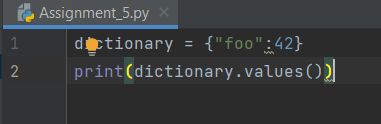 Assignment_5.py
1 dictionary = {"foo":42}
2 print(dictionary.values())